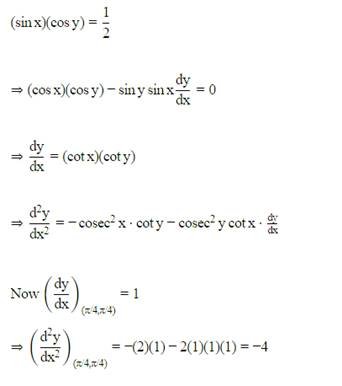 (sin x)(cos y) = 1/2
⇒ (cos x)(cos y) − sin y sin x dy/dx = 0
⇒ dy/dx = (cot x)(cot y)
⇒ d²y/dx² = − cosec² x · cot y − cosec² y cot x · dy/dx
Now (dy/dx)_(π/4,π/4) = 1
⇒ (d²y/dx²)_(π/4,π/4) = −(2)(1) − 2(1)(1)(1) = −4